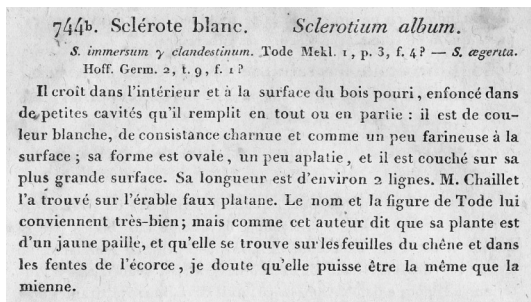 744b. Sclérote blanc. Sclerotium album.
S. immersum γ clandestinum. Tode Mekl. 1, p. 3, f. 4? — S. ægerita.
Hoff. Germ. 2, t. 9, f. 1?
Il croît dans l'intérieur et à la surface du bois pouri, enfoncé dans
de petites cavités qu'il remplit en tout ou en partie : il est de cou-
leur blanche, de consistance charnue et comme un peu farineuse à la
surface ; sa forme est ovale, un peu aplatie, et il est couché sur sa
plus grande surface. Sa longueur est d'environ 2 lignes. M. Chaillet
l'a trouvé sur l'érable faux platane. Le nom et la figure de Tode lui
conviennent très-bien; mais comme cet auteur dit que sa plante est
d'un jaune paille, et qu'elle se trouve sur les feuilles du chêne et dans
les fentes de l'écorce, je doute qu'elle puisse être la même que la
mienne.